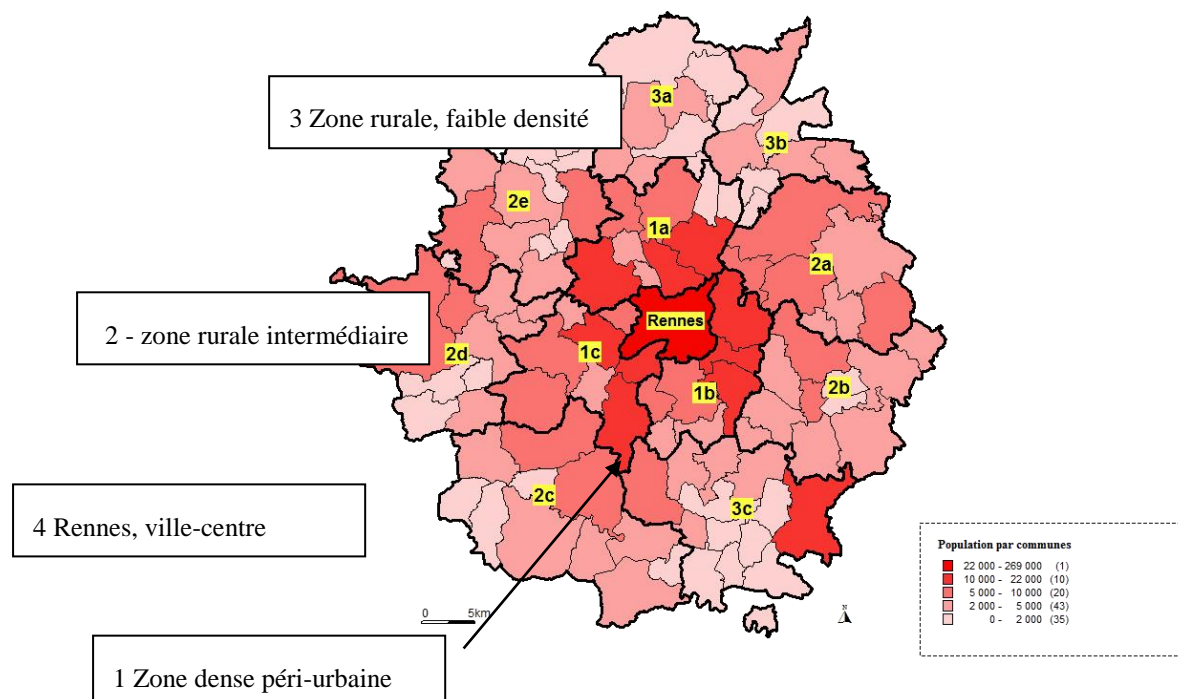 3 Zone rurale, faible densité
3a
3b
2e
1a
2a
Rennes
2 - zone rurale intermédiaire
2d
1c
1b
2b
4 Rennes, ville-centre
2c
3c
Population par communes
22 000 - 269 000 (1)
10 000 - 22 000 (10)
5 000 - 10 000 (20)
2 000 - 5 000 (43)
0 - 2 000 (35)
0 5km
N
1 Zone dense péri-urbaine